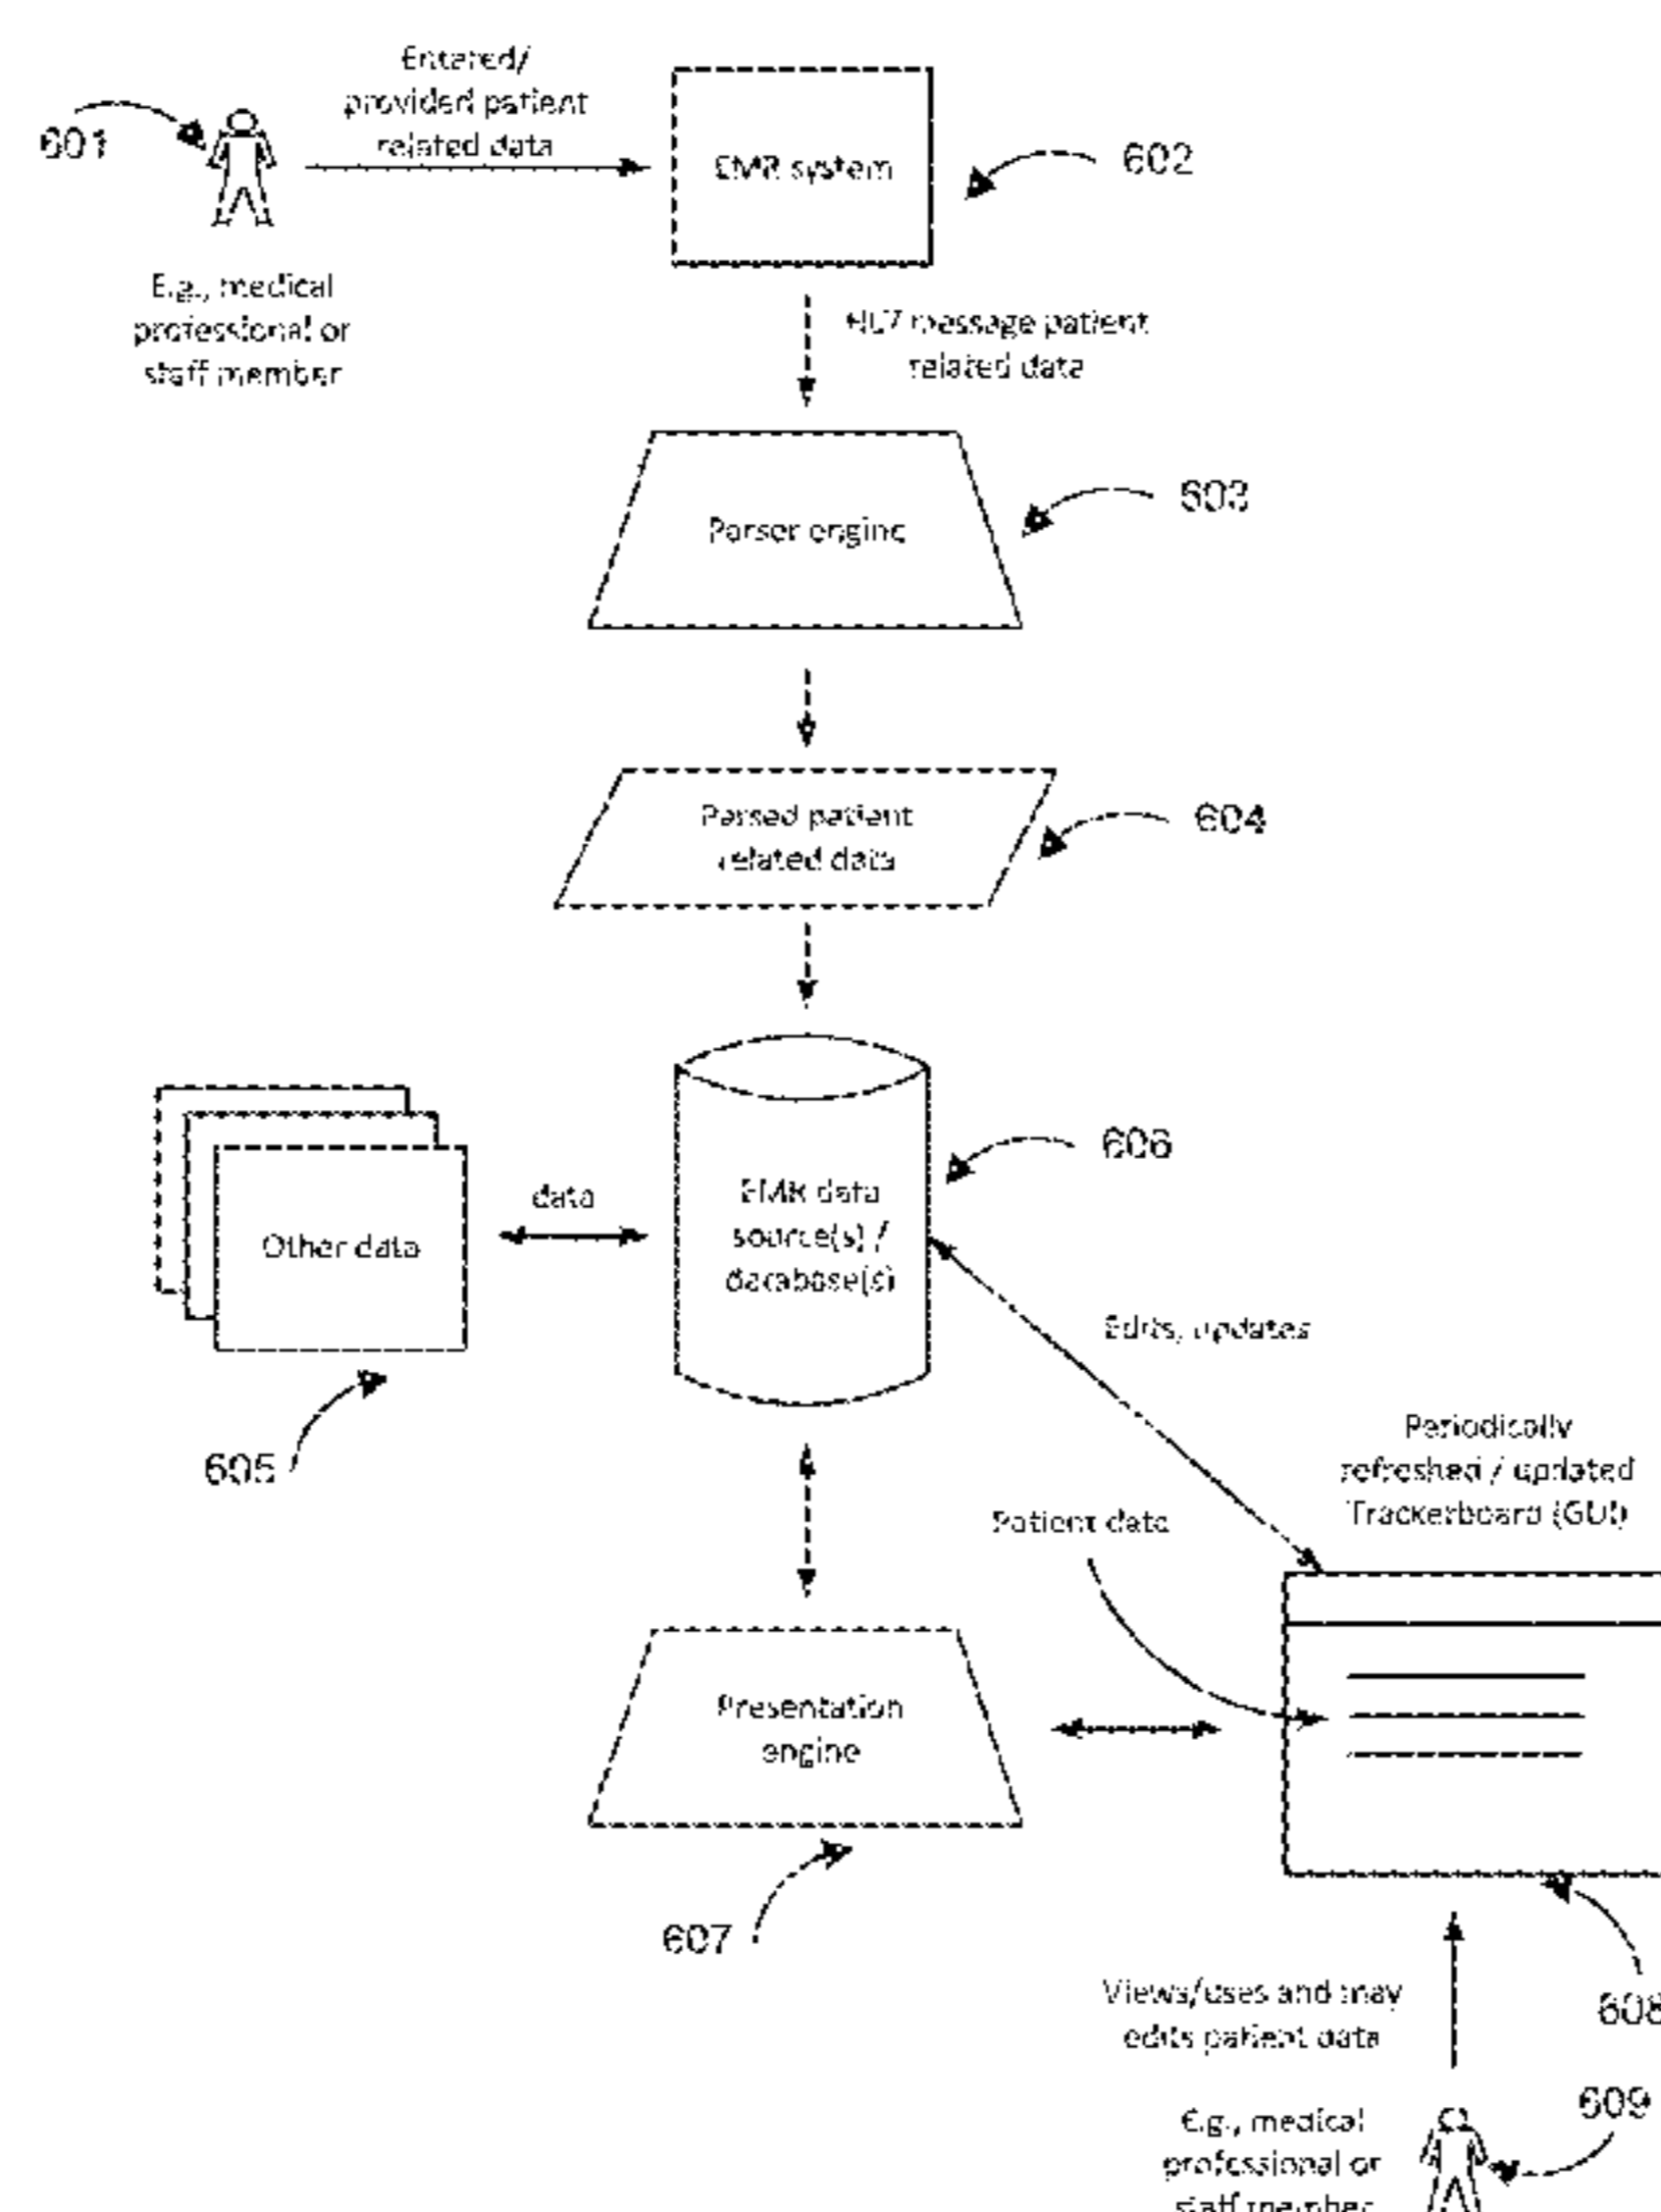 Entered/
provided patient
related data
601
EMR system
602
E.g., medical
professional or
staff member
HL7 message patient
related data
Parser engine
603
Parsed patient
related data
604
EMR data
source(s) /
database(s)
606
data
Other data
605
Edits, updates
Periodically
refreshed / updated
Trackerboard (GUI)
Patient data
Presentation
engine
607
Views/uses and may
edits patient data
608
609
E.g., medical
professional or
staff member